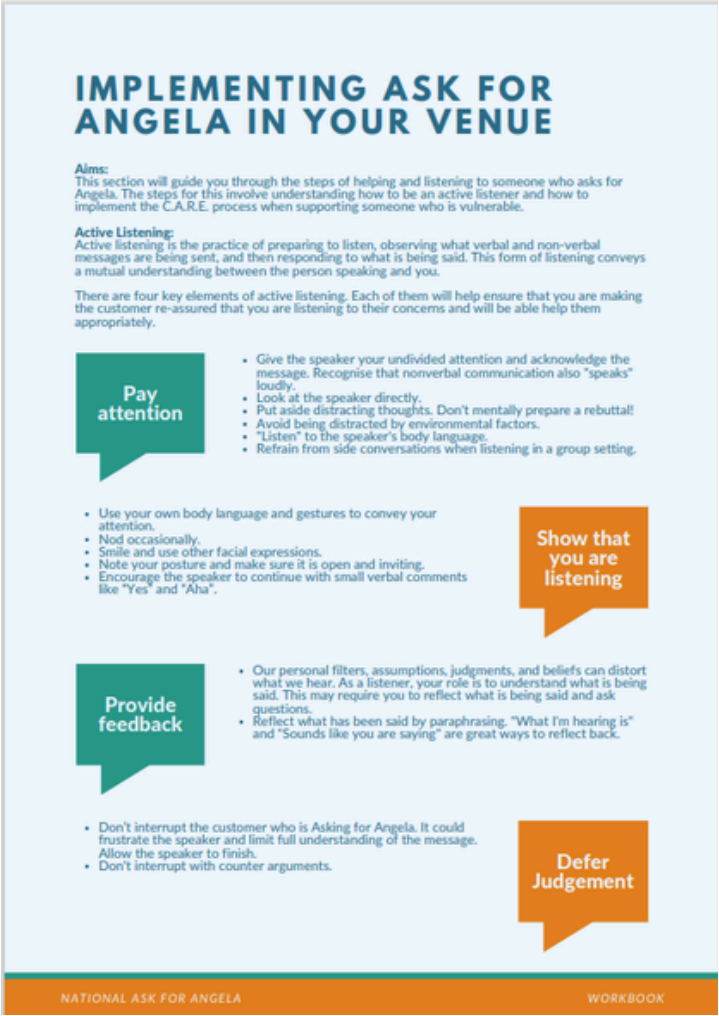 IMPLEMENTING ASK FOR
ANGELA IN YOUR VENUE
Aims:
This section will guide you through the steps of helping and listening to someone who asks for
Angela. The steps for this involve understanding how to be an active listener and how to
implement the C.A.R.E. process when supporting someone who is vulnerable.
Active Listening:
Active listening is the practice of preparing to listen, observing what verbal and non-verbal
messages are being sent, and then responding to what is being said. This form of listening conveys
a mutual understanding between the person speaking and you.
There are four key elements of active listening. Each of them will help ensure that you are making
the customer re-assured that you are listening to their concerns and will be able help them
appropriately.
Pay
attention
• Give the speaker your undivided attention and acknowledge the
message. Recognise that nonverbal communication also "speaks"
loudly.
• Look at the speaker directly.
• Put aside distracting thoughts. Don't mentally prepare a rebuttal!
• Avoid being distracted by environmental factors.
• "Listen" to the speaker's body language.
• Refrain from side conversations when listening in a group setting.
• Use your own body language and gestures to convey your
attention.
• Nod occasionally.
• Smile and use other facial expressions.
• Note your posture and make sure it is open and inviting.
• Encourage the speaker to continue with small verbal comments
like "Yes" and "Aha".
Show that
you are
listening
Provide
feedback
• Our personal filters, assumptions, judgments, and beliefs can distort
what we hear. As a listener, your role is to understand what is being
said. This may require you to reflect what is being said and ask
questions.
• Reflect what has been said by paraphrasing. "What I'm hearing is"
and "Sounds like you are saying" are great ways to reflect back.
• Don't interrupt the customer who is Asking for Angela. It could
frustrate the speaker and limit full understanding of the message.
Allow the speaker to finish.
• Don't interrupt with counter arguments.
Defer
Judgement
NATIONAL ASK FOR ANGELA
WORKBOOK